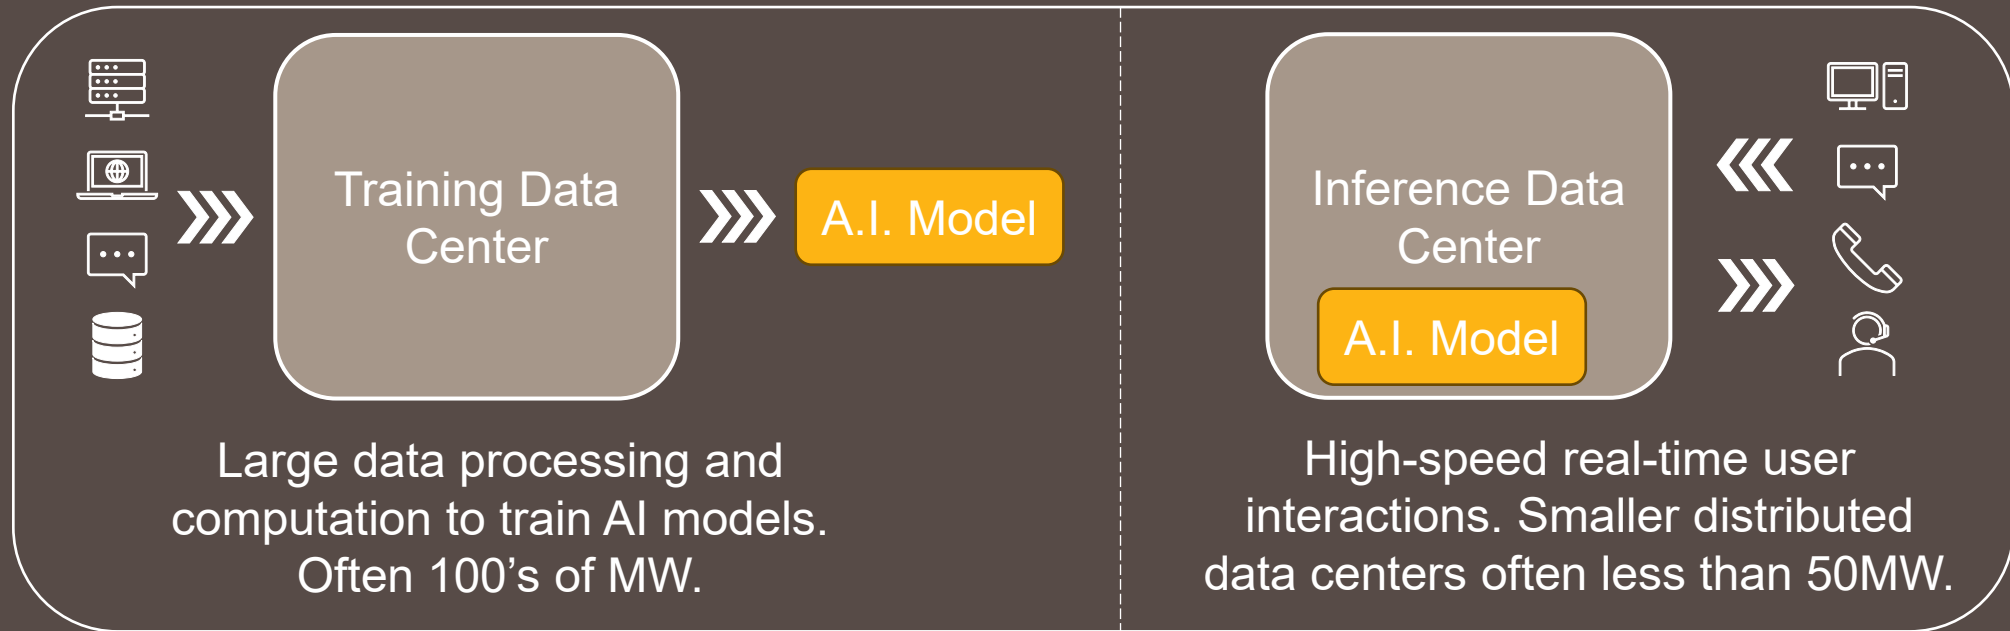 Training Data
Center
A.I. Model
Large data processing and
computation to train AI models.
Often 100’s of MW.
Inference Data
Center
A.I. Model
High-speed real-time user
interactions. Smaller distributed
data centers often less than 50MW.